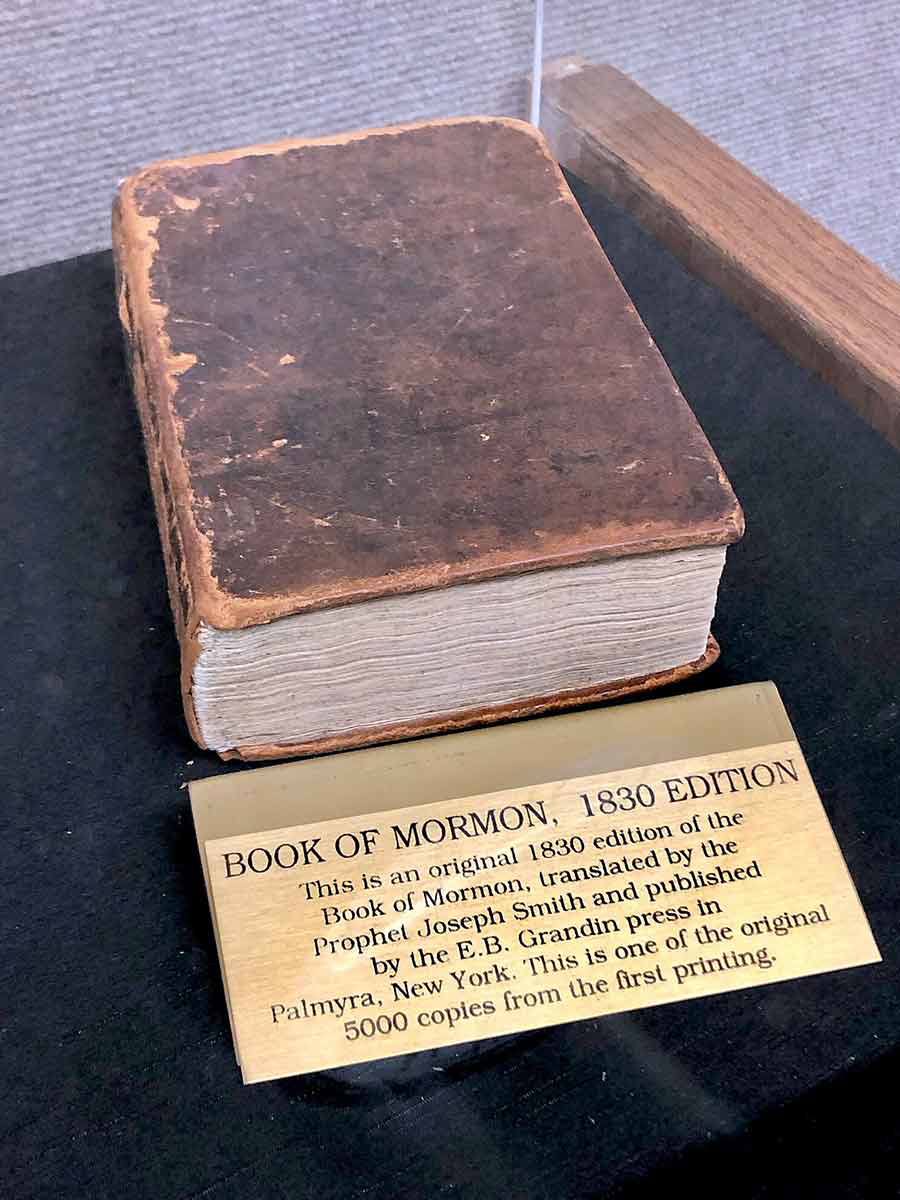 BOOK OF MORMON, 1830 EDITION
This is an original 1830 edition of the
Book of Mormon, translated by the
Prophet Joseph Smith and published
by the E.B. Grandin press in
Palmyra, New York. This is one of the original
5000 copies from the first printing.